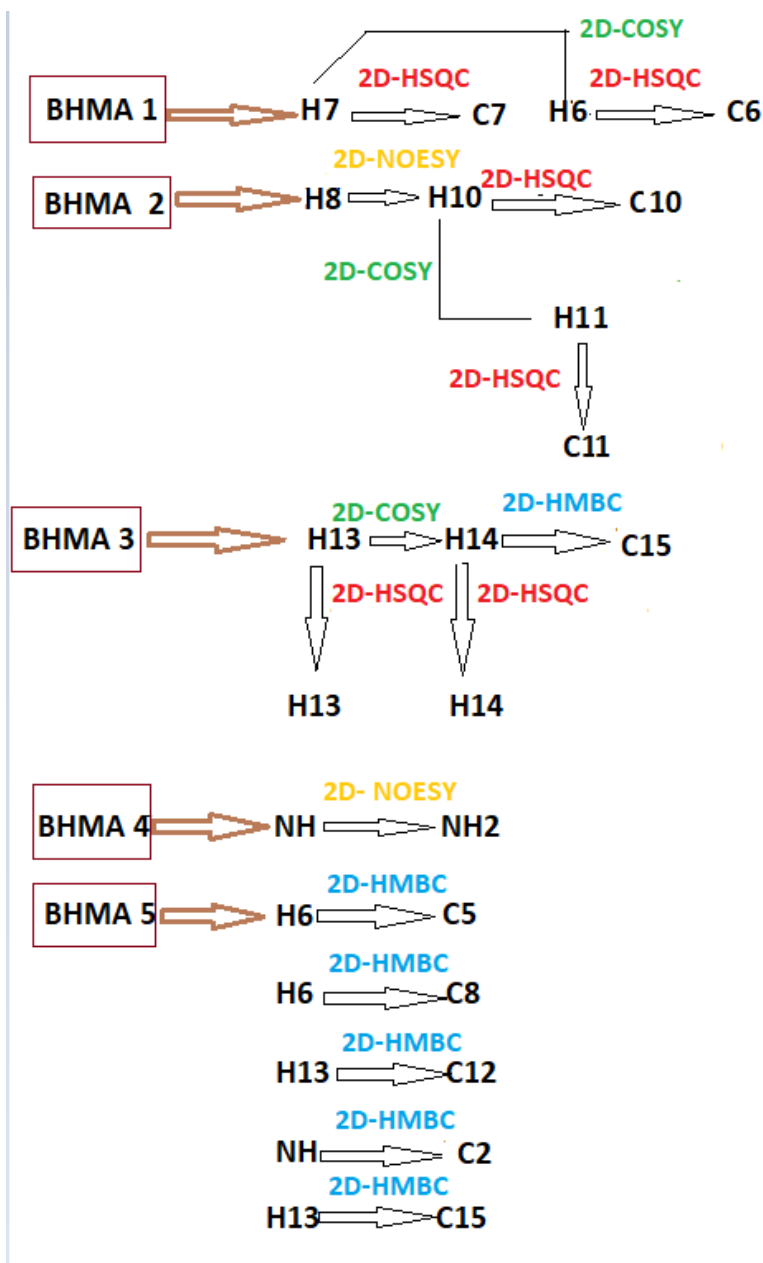 2D-COSY
2D-HSQC 2D-HSQC
BHMA 1 H7 C7 H6 C6
2D-NOESY 2D-HSQC
BHMA 2 H8 H10 C10
2D-COSY
H11
2D-HSQC
C11
2D-COSY 2D-HMBC
BHMA 3 H13 H14 C15
2D-HSQC 2D-HSQC
H13 H14
2D- NOESY
BHMA 4 NH NH2
2D-HMBC
BHMA 5 H6 C5
2D-HMBC
H6 C8
2D-HMBC
H13 C12
2D-HMBC
NH C2
2D-HMBC
H13 C15